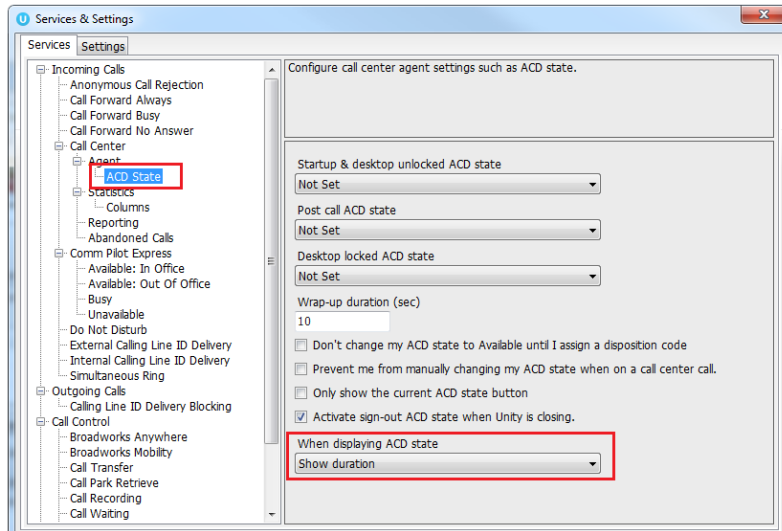 Services & Settings
Services
Settings
Incoming Calls
Anonymous Call Rejection
Call Forward Always
Call Forward Busy
Call Forward No Answer
Call Center
Agent
ACD State
Statistics
Columns
Reporting
Abandoned Calls
Comm Pilot Express
Available: In Office
Available: Out Of Office
Busy
Unavailable
Do Not Disturb
External Calling Line ID Delivery
Internal Calling Line ID Delivery
Simultaneous Ring
Outgoing Calls
Calling Line ID Delivery Blocking
Call Control
Broadworks Anywhere
Broadworks Mobility
Call Transfer
Call Park Retrieve
Call Recording
Call Waiting
Configure call center agent settings such as ACD state.
Startup & desktop unlocked ACD state
Not Set
Post call ACD state
Not Set
Desktop locked ACD state
Not Set
Wrap-up duration (sec)
10
Don't change my ACD state to Available until I assign a disposition code
Prevent me from manually changing my ACD state when on a call center call.
Only show the current ACD state button
Activate sign-out ACD state when Unity is closing.
When displaying ACD state
Show duration